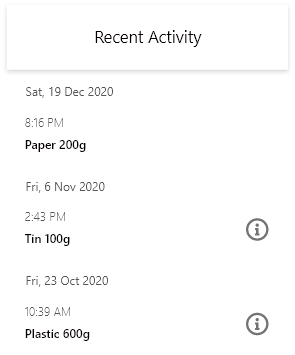 Recent Activity
Sat, 19 Dec 2020
8:16 PM
Paper 200g
Fri, 6 Nov 2020
2:43 PM
Tin 100g
Fri, 23 Oct 2020
10:39 AM
Plastic 600g